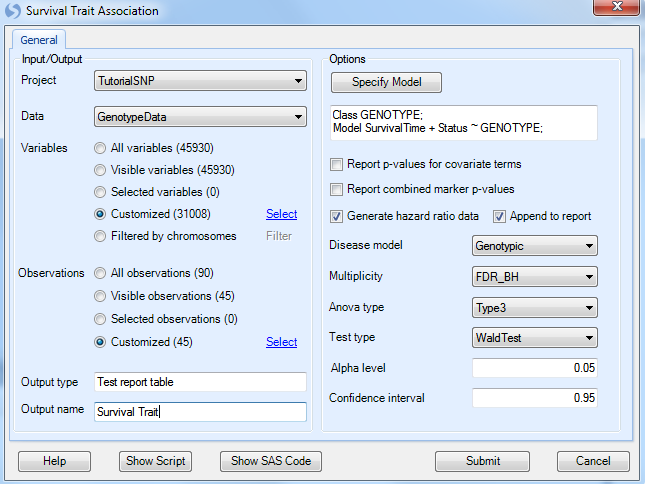 Survival Trait Association
General
Input/Output
Project
TutorialSNP
Data
GenotypeData
Variables
All variables (45930)
Visible variables (45930)
Selected variables (0)
Customized (31008) Select
Filtered by chromosomes Filter
Observations
All observations (90)
Visible observations (45)
Selected observations (0)
Customized (45) Select
Output type
Test report table
Output name
Survival Trait
Options
Specify Model
Class GENOTYPE;
Model SurvivalTime + Status ~ GENOTYPE;
Report p-values for covariate terms
Report combined marker p-values
Generate hazard ratio data Append to report
Disease model
Genotypic
Multiplicity
FDR_BH
Anova type
Type3
Test type
WaldTest
Alpha level
0.05
Confidence interval
0.95
Help Show Script Show SAS Code Submit Cancel